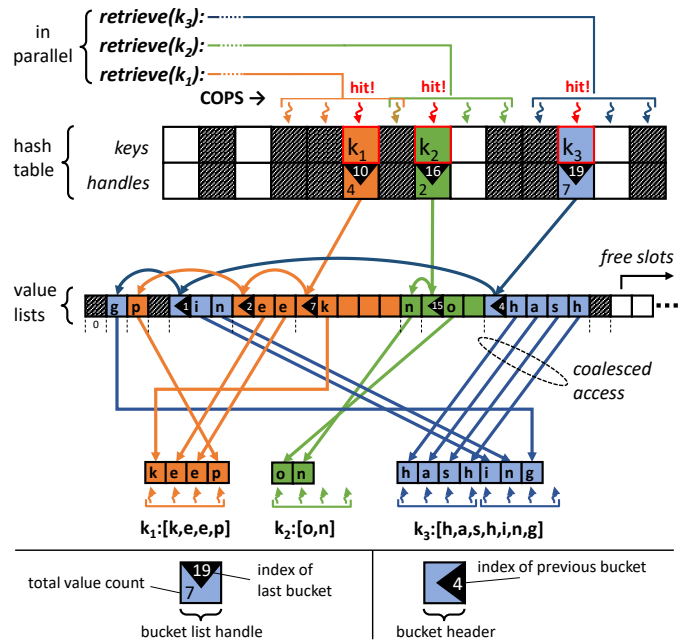 in
parallel
retrieve(k3):
retrieve(k2):
retrieve(k1):
COPS →
hit!
hit!
hit!
hash
table
keys
handles
k1
k2
k3
10
4
16
2
19
7
free slots
value
lists
g
p
1
i
n
2
e
e
7
k
n
15
o
4
h
a
s
h
...
0
coalesced
access
k e e p
o n
h a s h i n g
k1:[k,e,e,p]
k2:[o,n]
k3:[h,a,s,h,i,n,g]
total value count
19
7
index of
last bucket
bucket list handle
4
index of previous bucket
bucket header